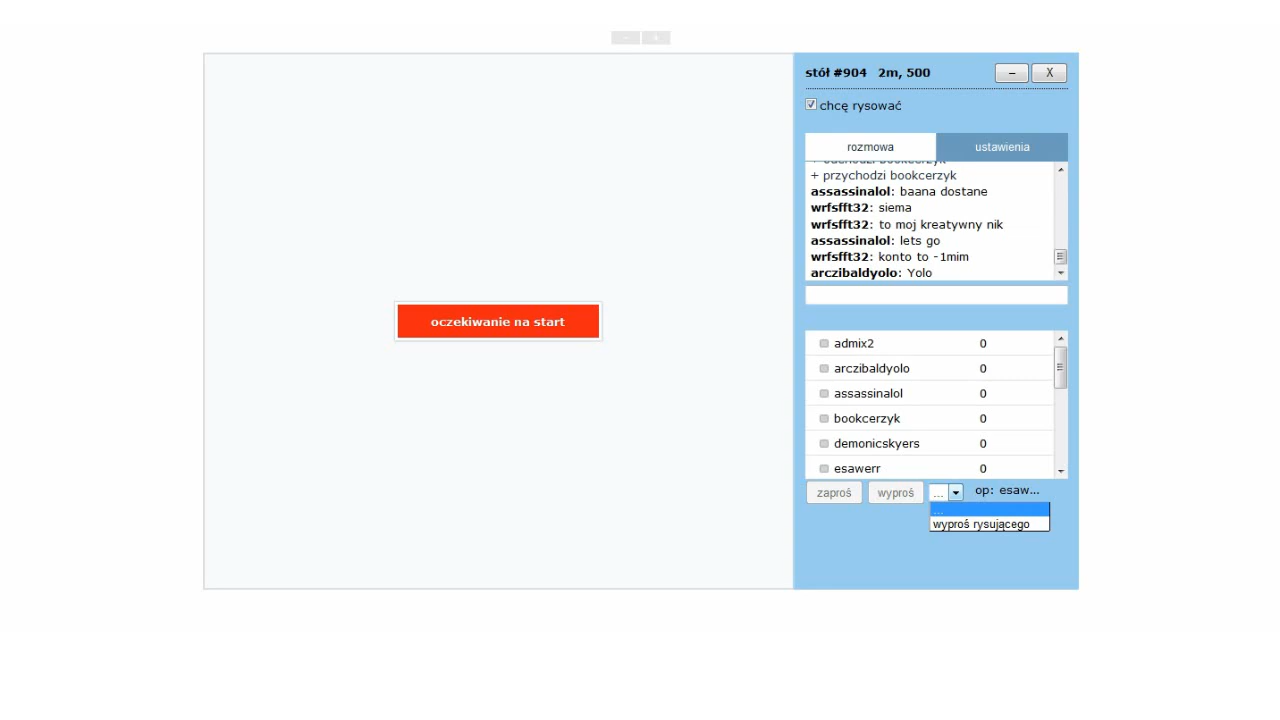 stół #904 2m, 500
–
X
chcę rysować
rozmowa
ustawienia
+ odchodzi bookcerzyk
+ przychodzi bookcerzyk
assassinalol: baana dostane
wrfsfft32: siema
wrfsfft32: to moj kreatywny nik
assassinalol: lets go
wrfsfft32: konto to -1mim
arczibaldyolo: Yolo
oczekiwanie na start
admix2 0
arczibaldyolo 0
assassinalol 0
bookcerzyk 0
demonicskyers 0
esawerr 0
zaproś
wyproś
...
op: esaw...
...
wyproś rysującego